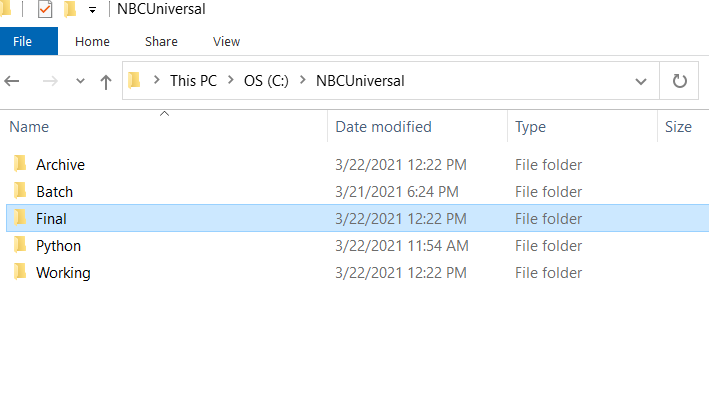 NBCUniversal
File Home Share View
This PC OS (C:) NBCUniversal
Name Date modified Type Size
Archive 3/22/2021 12:22 PM File folder
Batch 3/21/2021 6:24 PM File folder
Final 3/22/2021 12:22 PM File folder
Python 3/22/2021 11:54 AM File folder
Working 3/22/2021 12:22 PM File folder